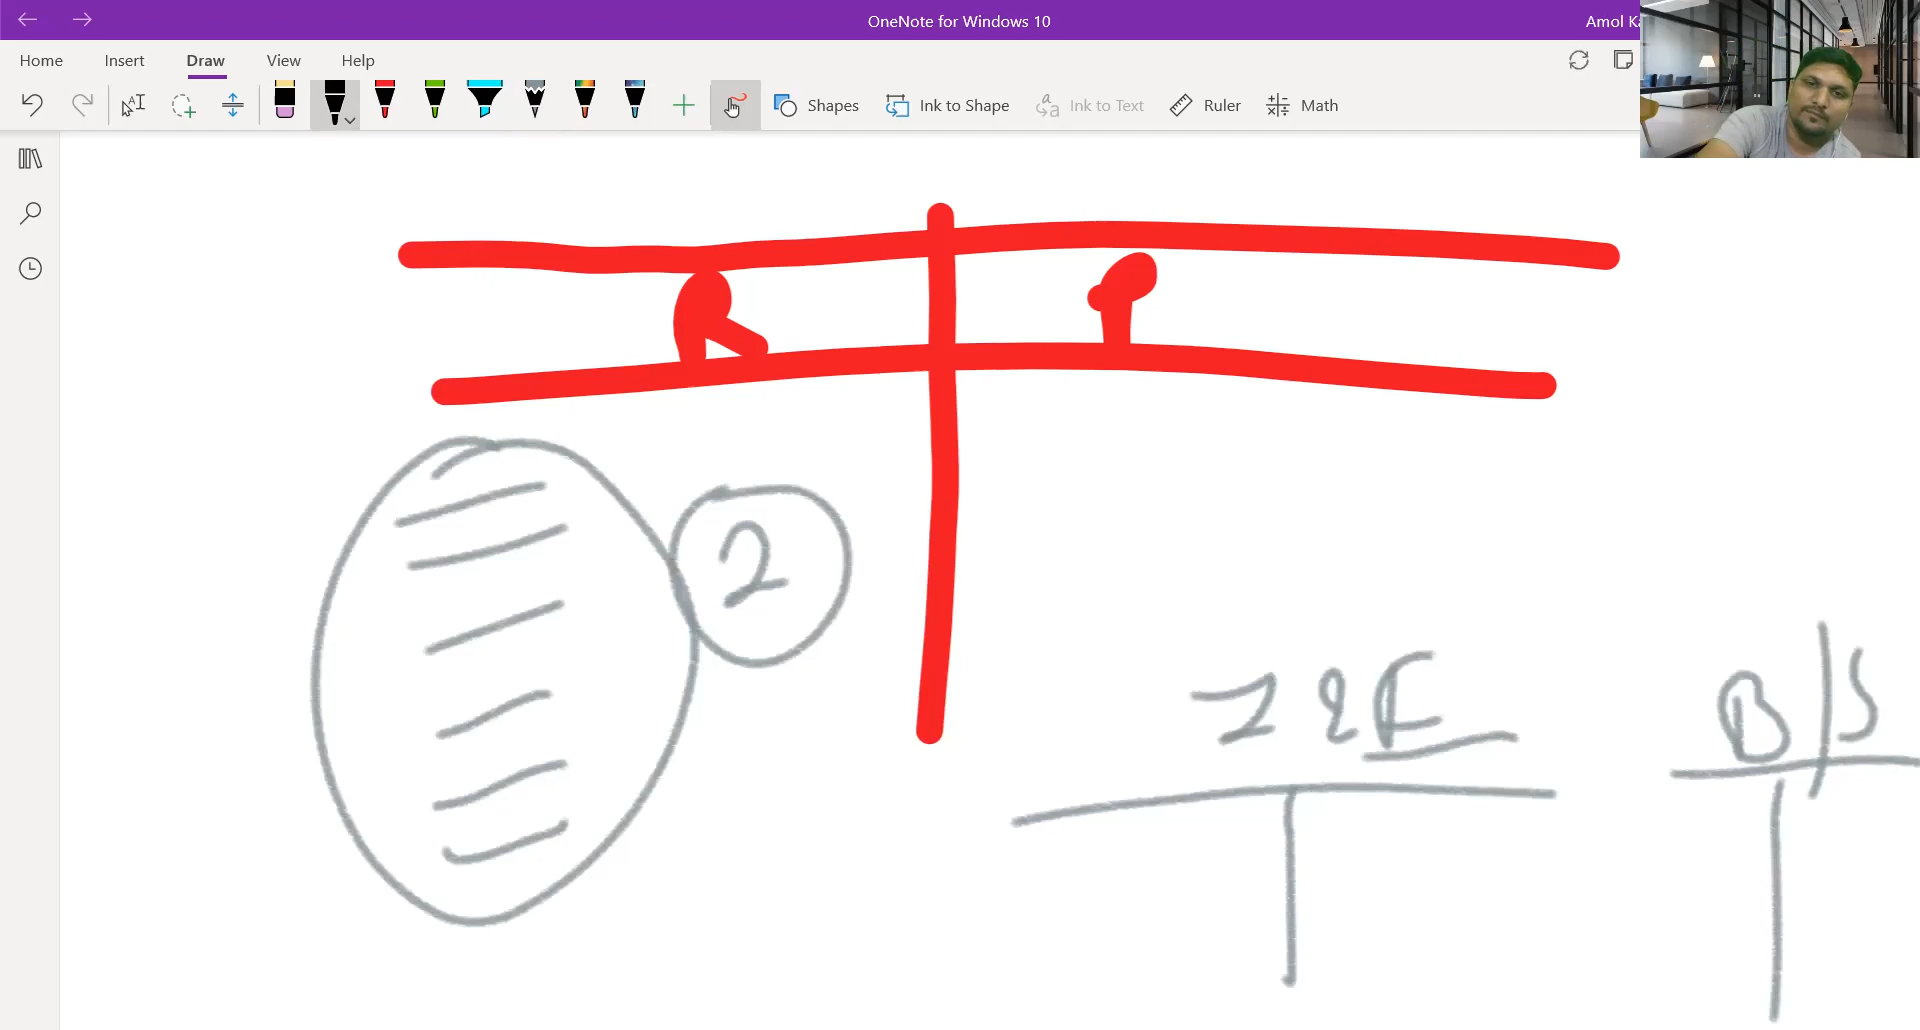 OneNote for Windows 10
Amol Ka
Home Insert Draw View Help
Shapes Ink to Shape Ink to Text Ruler Math
R P
2
I & E B/S